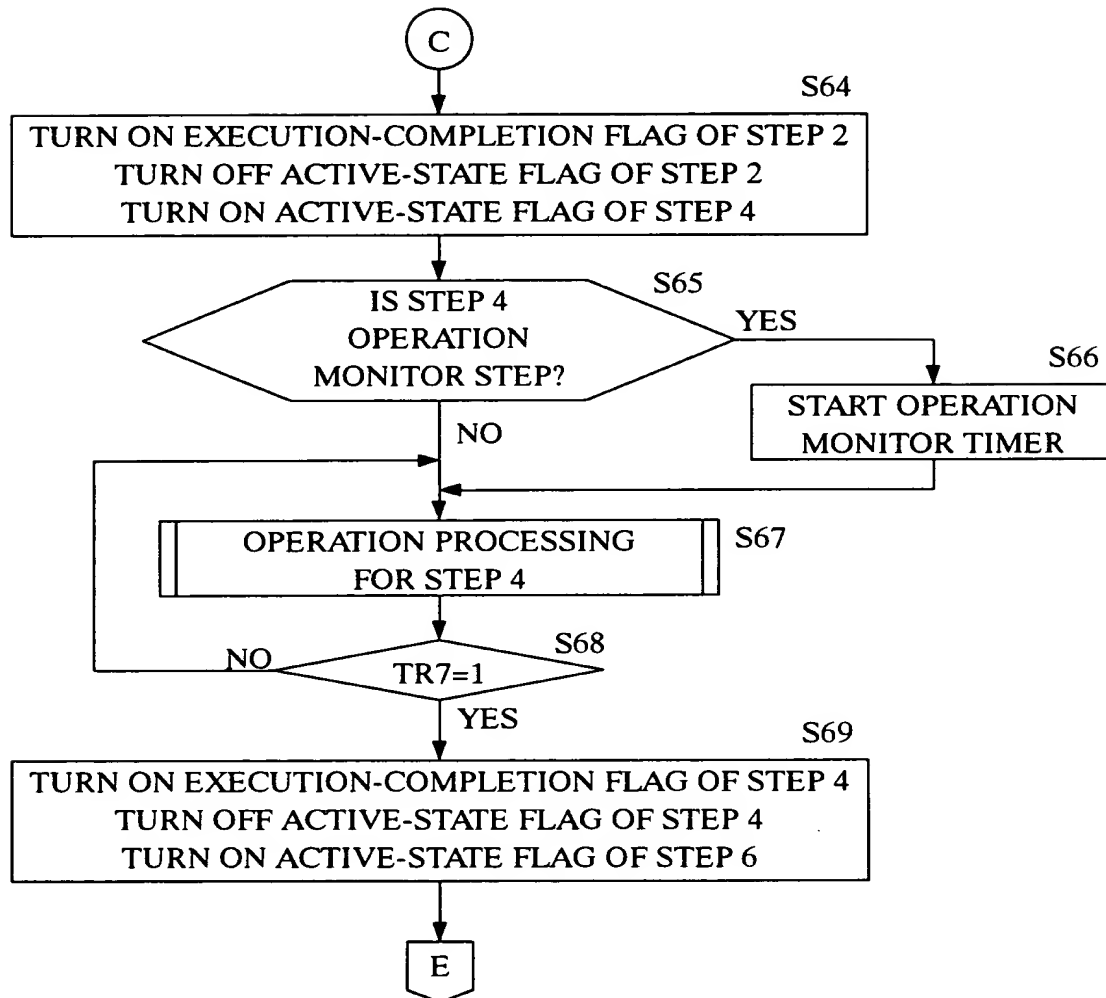 C
S64
TURN ON EXECUTION-COMPLETION FLAG OF STEP 2
TURN OFF ACTIVE-STATE FLAG OF STEP 2
TURN ON ACTIVE-STATE FLAG OF STEP 4
S65
IS STEP 4
OPERATION
MONITOR STEP?
YES
S66
START OPERATION
MONITOR TIMER
NO
OPERATION PROCESSING
FOR STEP 4
S67
S68
NO
TR7=1
YES
S69
TURN ON EXECUTION-COMPLETION FLAG OF STEP 4
TURN OFF ACTIVE-STATE FLAG OF STEP 4
TURN ON ACTIVE-STATE FLAG OF STEP 6
E